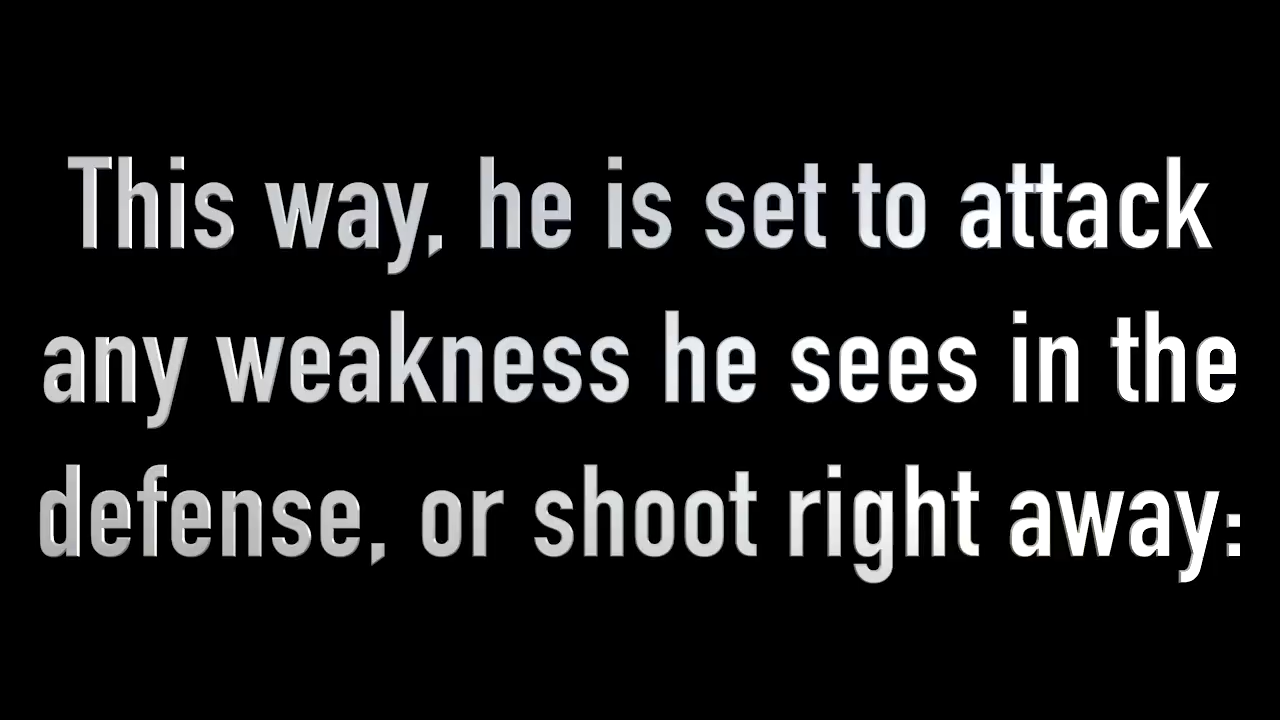 This way, he is set to attack
any weakness he sees in the
defense, or shoot right away: